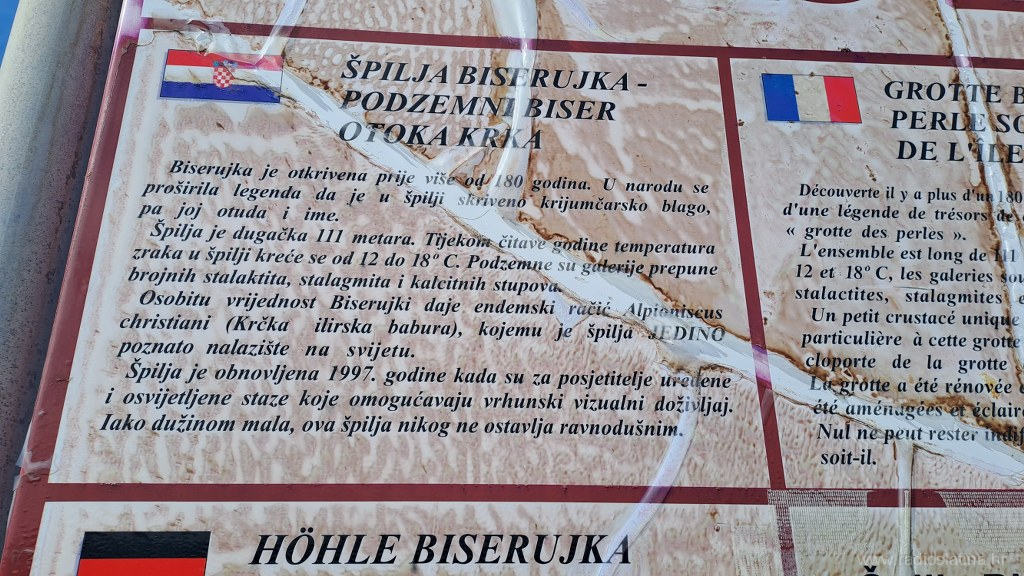 ŠPILJA BISERUJKA -
PODZEMNI BISER
OTOKA KRKA
Biserujka je otkrivena prije više od 180 godina. U narodu se
proširila legenda da je u špilji skriveno krijumčarsko blago,
pa joj otuda i ime.
Špilja je dugačka 111 metara. Tijekom čitave godine temperatura
zraka u špilji kreće se od 12 do 18° C. Podzemne su galerije prepune
brojnih stalaktita, stalagmita i kalcitnih stupova.
Osobitu vrijednost Biserujki daje endemski račić Alpioniscus
christiani (Krčka ilirska babura), kojemu je špilja JEDINO
poznato nalazište na svijetu.
Špilja je obnovljena 1997. godine kada su za posjetitelje uređene
i osvijetljene staze koje omogućavaju vrhunski vizualni doživljaj.
Iako dužinom mala, ova špilja nikog ne ostavlja ravnodušnim.
GROTTE B
PERLE SO
DE L'ÎLE
Découverte il y a plus d'un 180
d'une légende de trésors de
« grotte des perles ».
L'ensemble est long de 111
12 et 18° C, les galeries sou
stalactites, stalagmites
Un petit crustacé unique
particulière à cette grotte
cloporte de la grotte
La grotte a été rénovée
été aménagées et éclair
Nul ne peut rester indif
soit-il.
HÖHLE BISERUJKA
www.radioslatina.hr